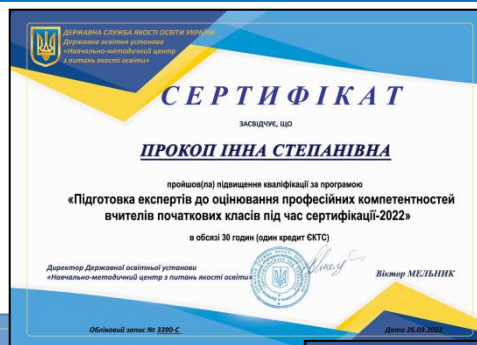 ДЕРЖАВНА СЛУЖБА ЯКОСТІ ОСВІТИ УКРАЇНИ
Державна освітня установа
«Навчально-методичний центр
з питань якості освіти»
СЕРТИФІКАТ
ЗАСВІДЧУЄ, ЩО
ПРОКОП ІННА СТЕПАНІВНА
пройшов(ла) підвищення кваліфікації за програмою
«Підготовка експертів до оцінювання професійних компетентностей
вчителів початкових класів під час сертифікації-2022»
в обсязі 30 годин (один кредит ЄКТС)
Директор Державної освітньої установи
«Навчально-методичний центр з питань якості освіти»
Віктор МЕЛЬНИК
Обліковий запис № 3390-С
Дата 26.09.2022